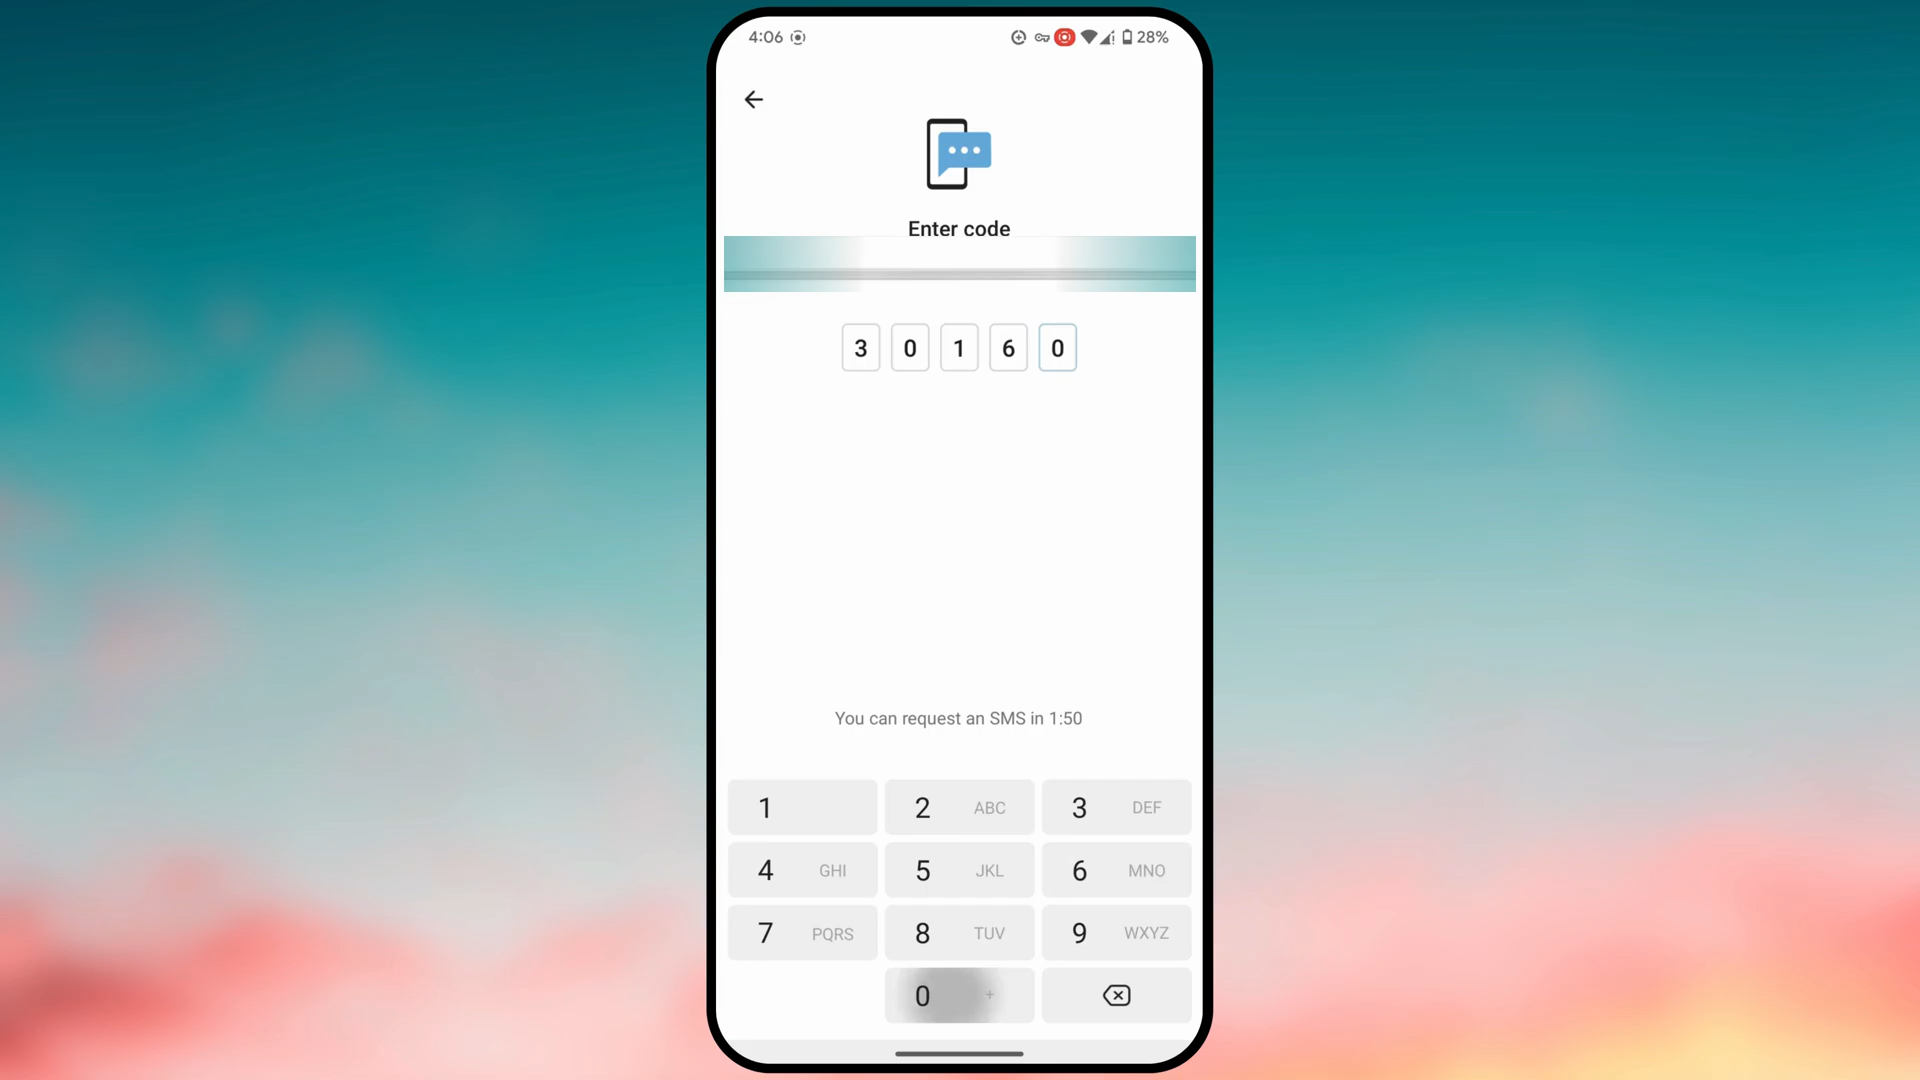 4:06 28%
Enter code
3 0 1 6 0
You can request an SMS in 1:50
1 2 ABC 3 DEF
4 GHI 5 JKL 6 MNO
7 PQRS 8 TUV 9 WXYZ
0 +